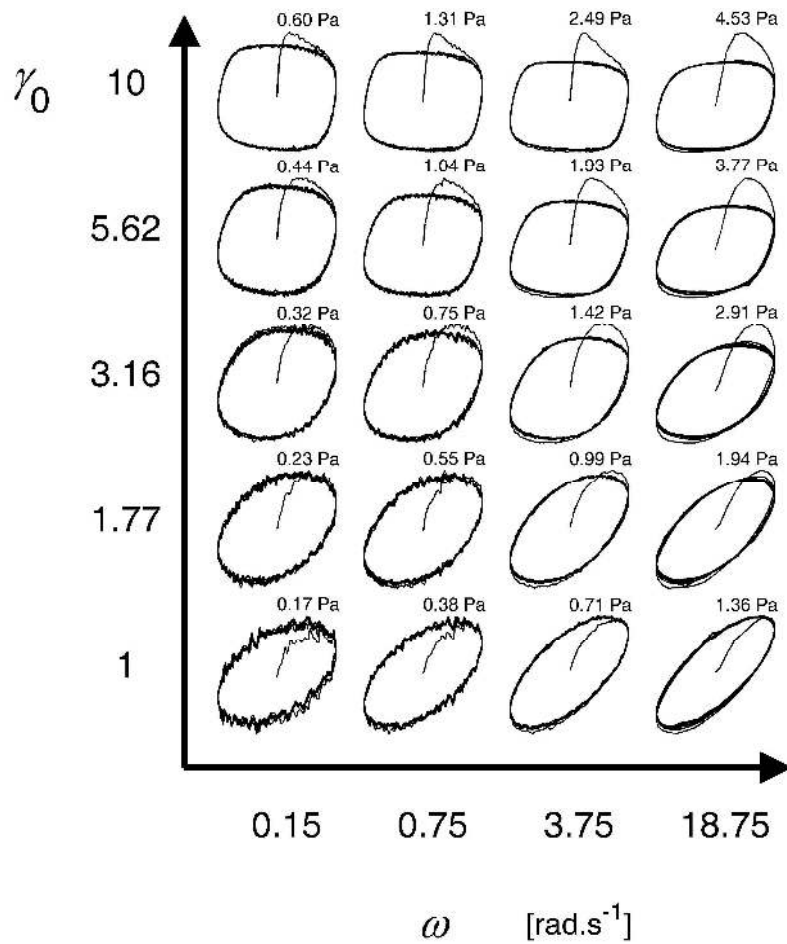 0.60 Pa 1.31 Pa 2.49 Pa 4.53 Pa
γ0 10
0.44 Pa 1.04 Pa 1.93 Pa 3.77 Pa
5.62
0.32 Pa 0.75 Pa 1.42 Pa 2.91 Pa
3.16
0.23 Pa 0.55 Pa 0.99 Pa 1.94 Pa
1.77
0.17 Pa 0.38 Pa 0.71 Pa 1.36 Pa
1
0.15 0.75 3.75 18.75
ω [rad.s-1]